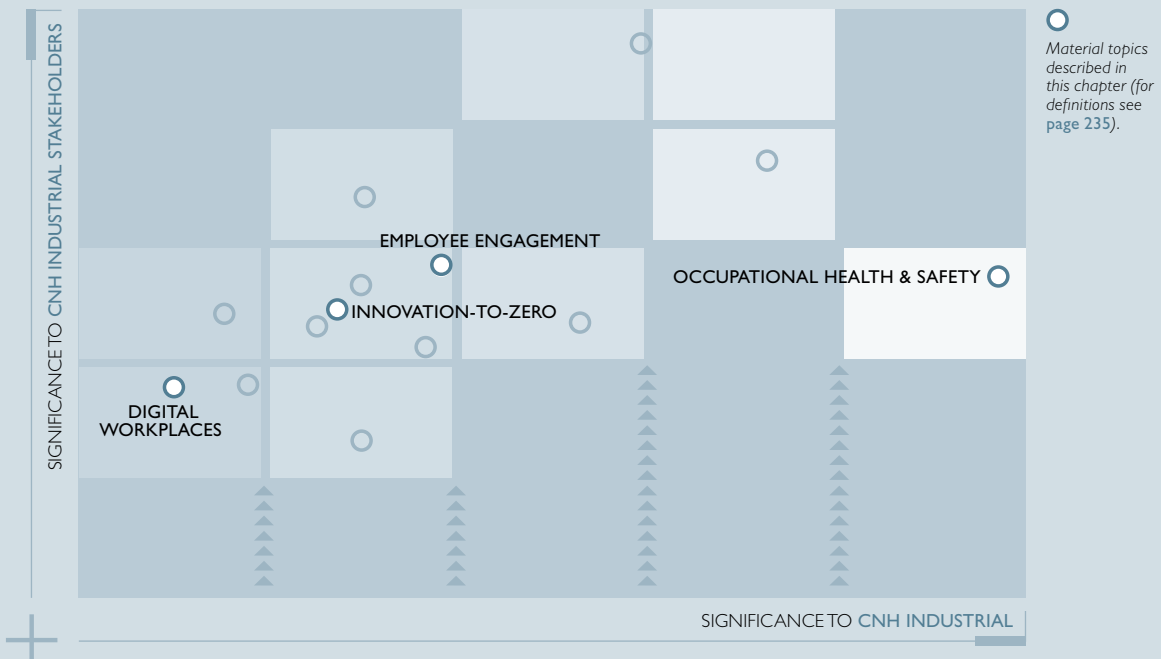 SIGNIFICANCE TO CNH INDUSTRIAL STAKEHOLDERS
Material topics
described in
this chapter (for
definitions see
page 235).
EMPLOYEE ENGAGEMENT
OCCUPATIONAL HEALTH & SAFETY
INNOVATION-TO-ZERO
DIGITAL
WORKPLACES
SIGNIFICANCE TO CNH INDUSTRIAL